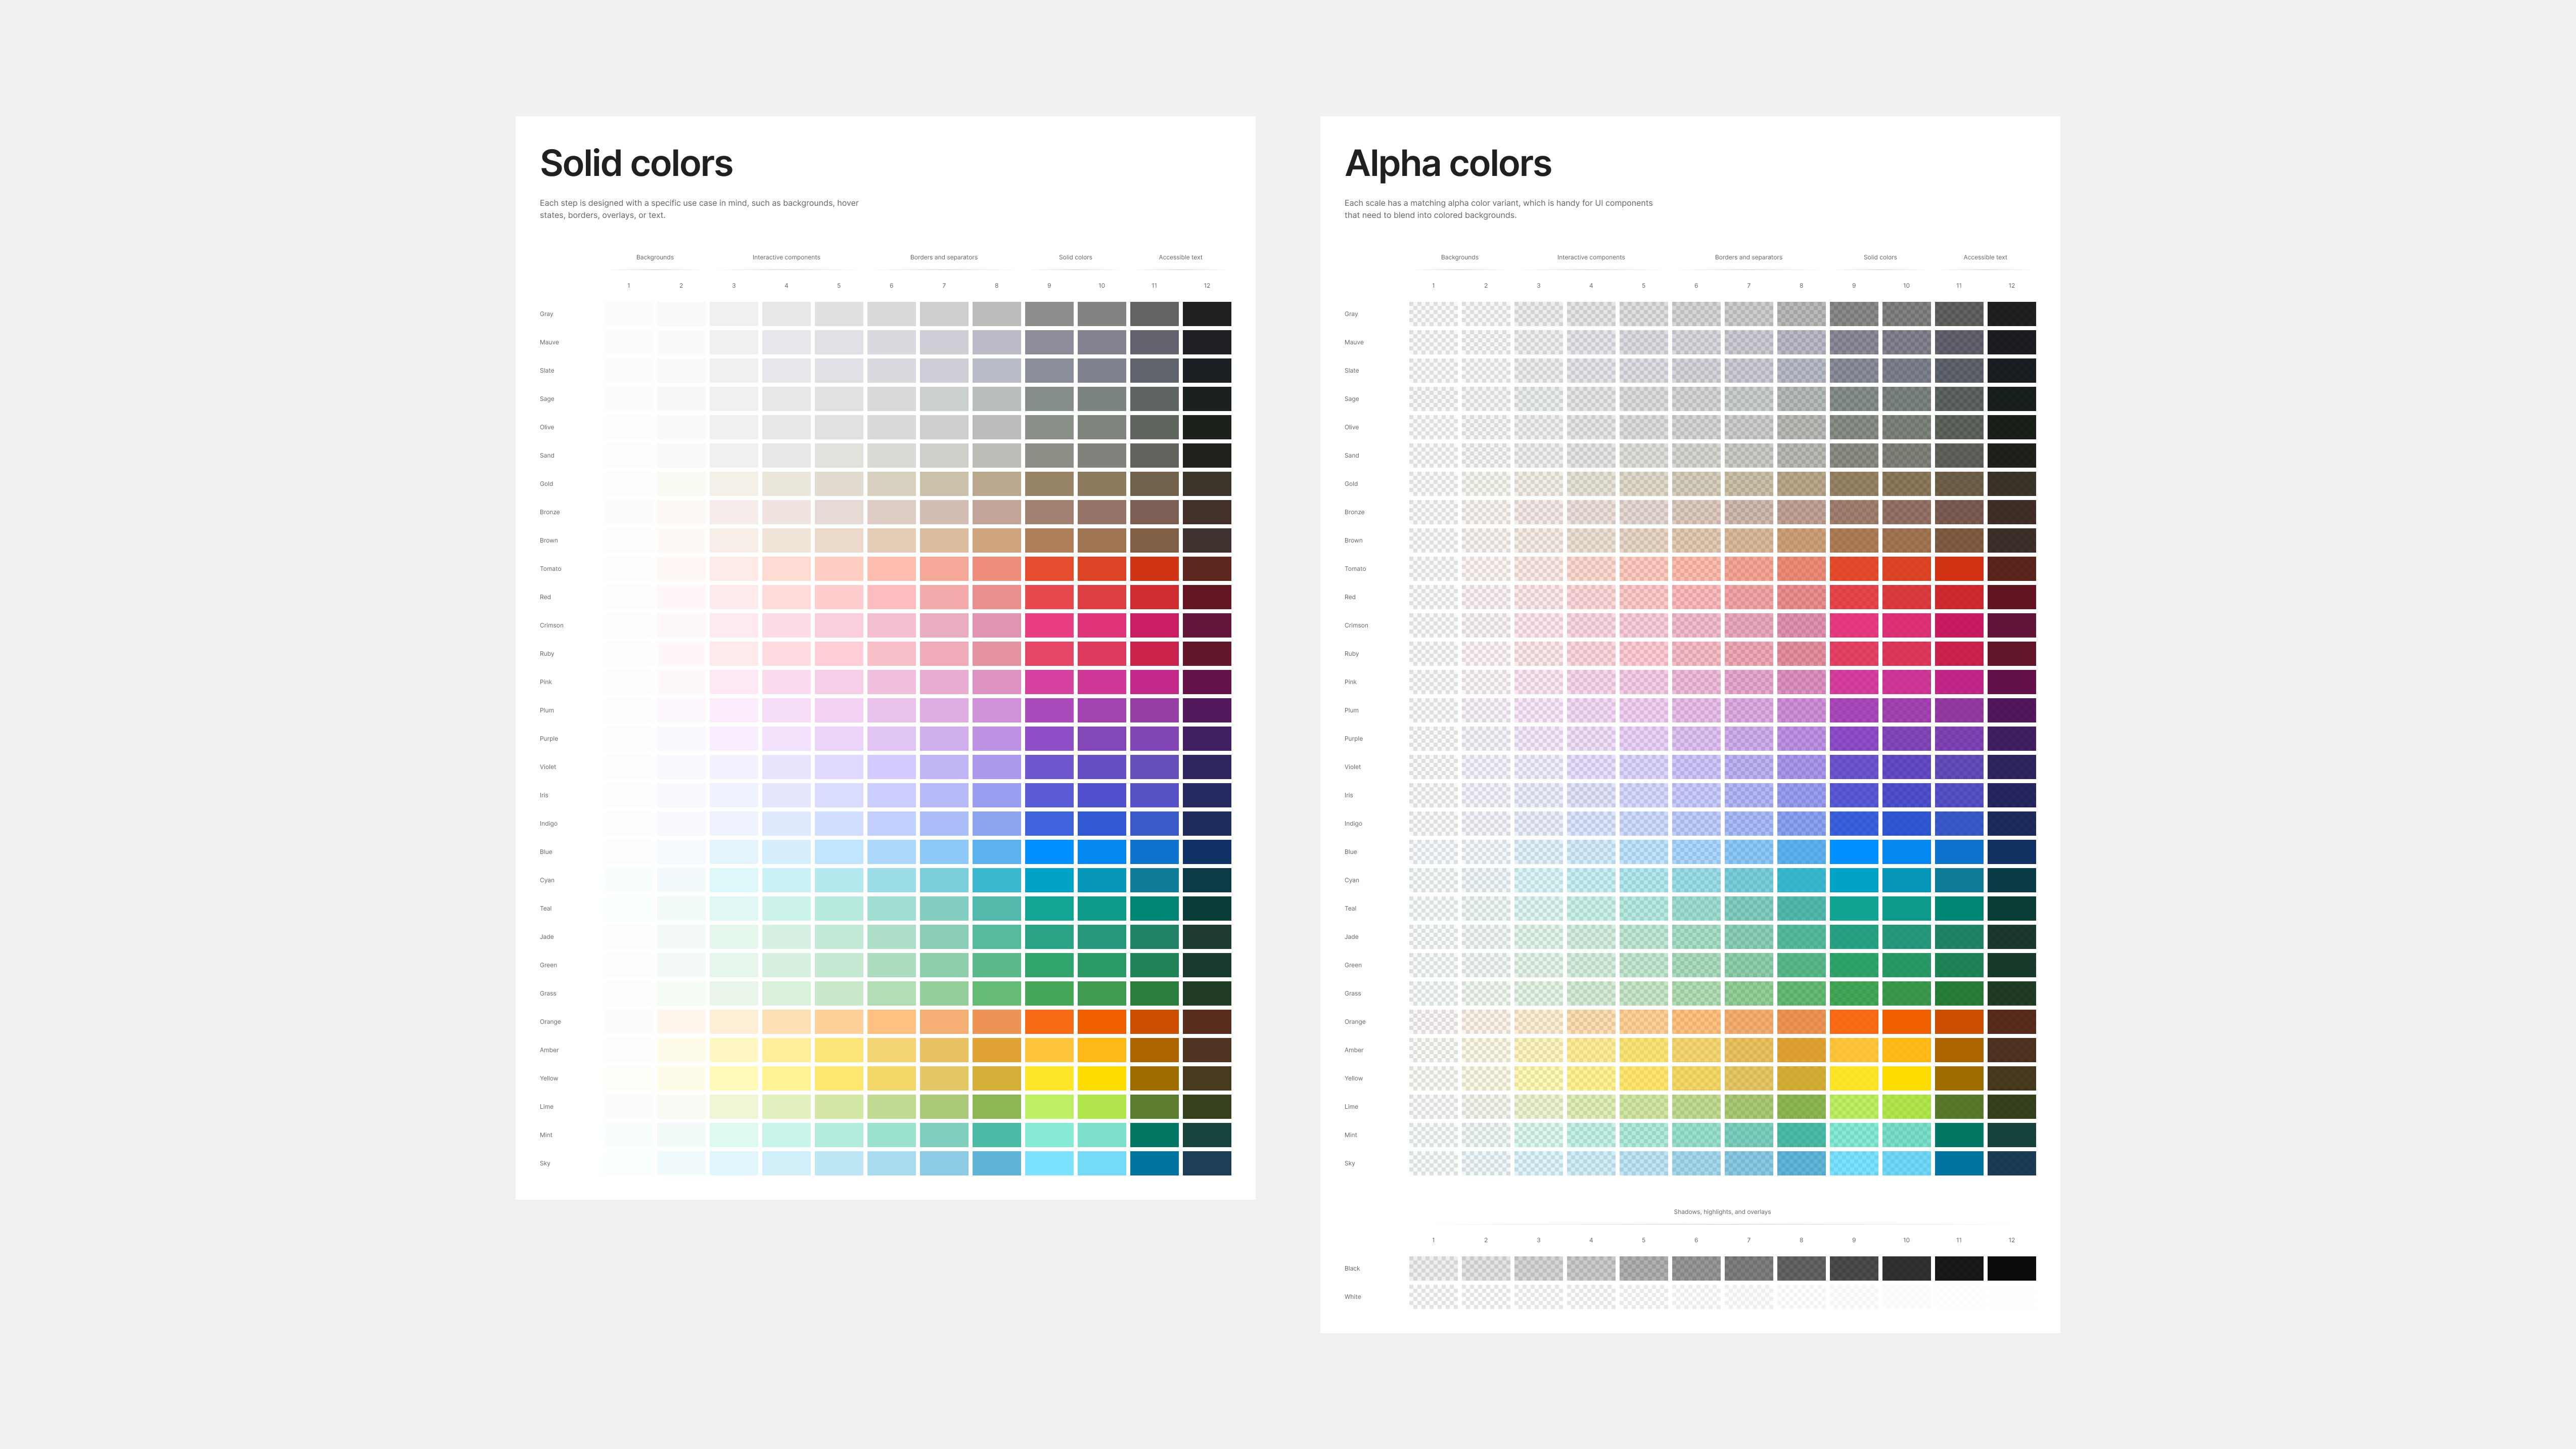 Solid colors
Each step is designed with a specific use case in mind, such as backgrounds, hover
states, borders, overlays, or text.
Backgrounds Interactive components Borders and separators Solid colors Accessible text
1 2 3 4 5 6 7 8 9 10 11 12
Gray
Mauve
Slate
Sage
Olive
Sand
Gold
Bronze
Brown
Tomato
Red
Crimson
Ruby
Pink
Plum
Purple
Violet
Iris
Indigo
Blue
Cyan
Teal
Jade
Green
Grass
Orange
Amber
Yellow
Lime
Mint
Sky
Alpha colors
Each scale has a matching alpha color variant, which is handy for UI components
that need to blend into colored backgrounds.
Backgrounds Interactive components Borders and separators Solid colors Accessible text
1 2 3 4 5 6 7 8 9 10 11 12
Gray
Mauve
Slate
Sage
Olive
Sand
Gold
Bronze
Brown
Tomato
Red
Crimson
Ruby
Pink
Plum
Purple
Violet
Iris
Indigo
Blue
Cyan
Teal
Jade
Green
Grass
Orange
Amber
Yellow
Lime
Mint
Sky
Shadows, highlights, and overlays
1 2 3 4 5 6 7 8 9 10 11 12
Black
White